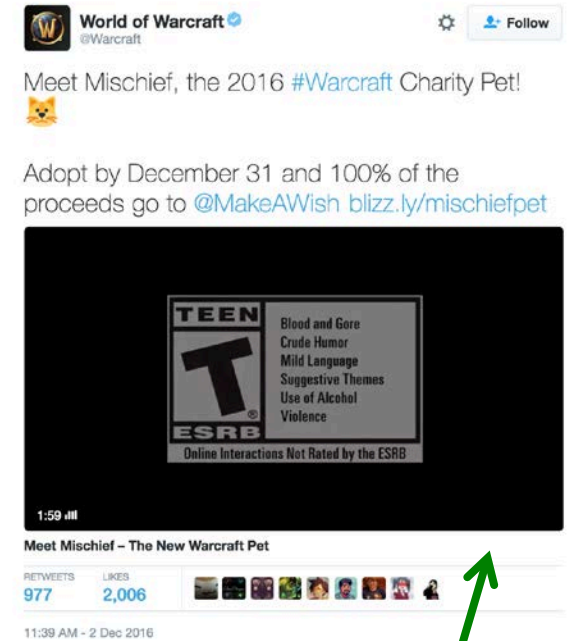 World of Warcraft
@Warcraft
Follow
Meet Mischief, the 2016 #Warcraft Charity Pet!
Adopt by December 31 and 100% of the
proceeds go to @MakeAWish blizz.ly/mischiefpet
TEEN
T
®
ESRB
Blood and Gore
Crude Humor
Mild Language
Suggestive Themes
Use of Alcohol
Violence
Online Interactions Not Rated by the ESRB
1:59
Meet Mischief – The New Warcraft Pet
RETWEETS LIKES
977 2,006
11:39 AM - 2 Dec 2016